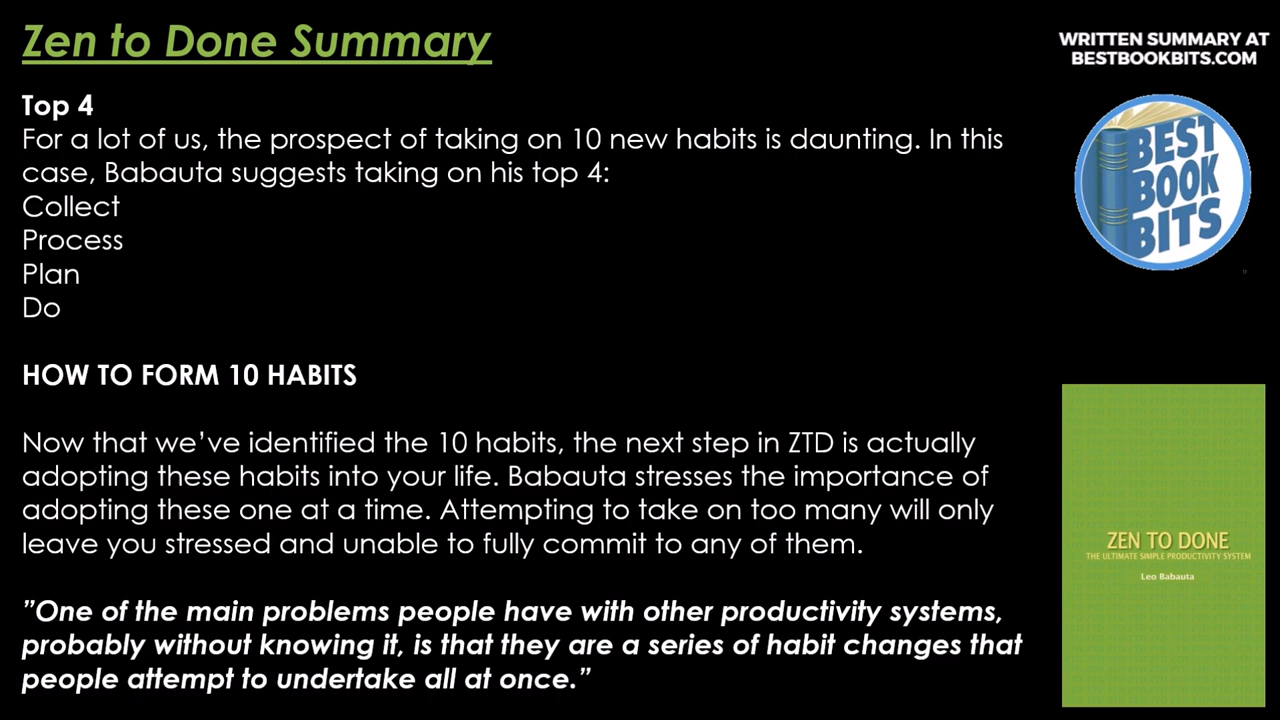 Zen to Done Summary
WRITTEN SUMMARY AT
BESTBOOKBITS.COM
Top 4
For a lot of us, the prospect of taking on 10 new habits is daunting. In this
case, Babauta suggests taking on his top 4:
Collect
Process
Plan
Do
BEST
BOOK
BITS
HOW TO FORM 10 HABITS
Now that we’ve identified the 10 habits, the next step in ZTD is actually
adopting these habits into your life. Babauta stresses the importance of
adopting these one at a time. Attempting to take on too many will only
leave you stressed and unable to fully commit to any of them.
”One of the main problems people have with other productivity systems,
probably without knowing it, is that they are a series of habit changes that
people attempt to undertake all at once.”
ZEN TO DONE
THE ULTIMATE SIMPLE PRODUCTIVITY SYSTEM
Leo Babauta